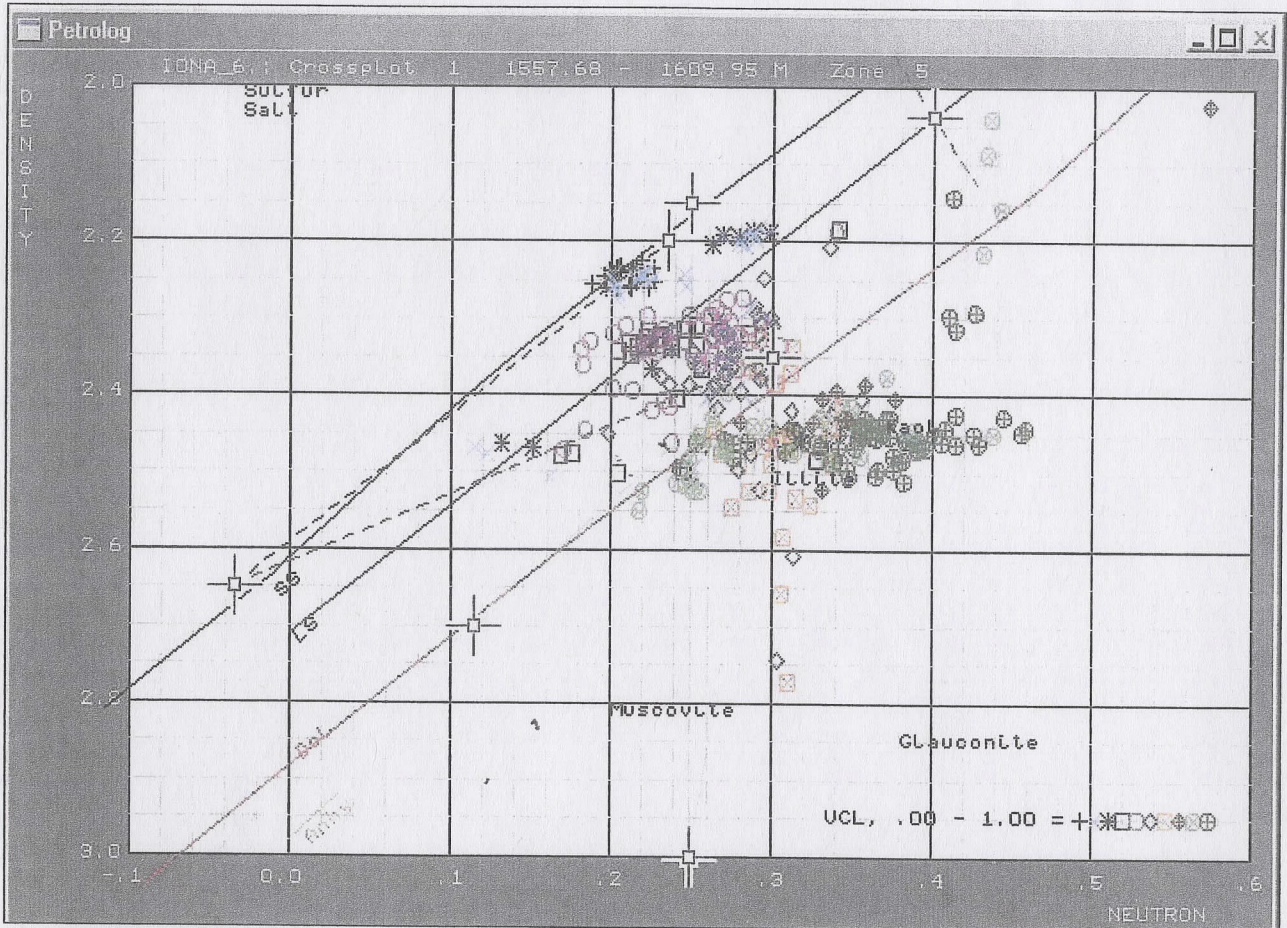 Petrolog
IONA_6.: Crossplot 1 1557.68 - 1609.95 M Zone 5
DENSITY
2.0
2.2
2.4
2.6
2.8
3.0
Sulfur
Salt
Kaol
Illite
SS
LS
Dol
Anhy
Muscovite
Glauconite
VCL, .00 - 1.00 =
-.1 0.0 .1 .2 .3 .4 .5 .6
NEUTRON